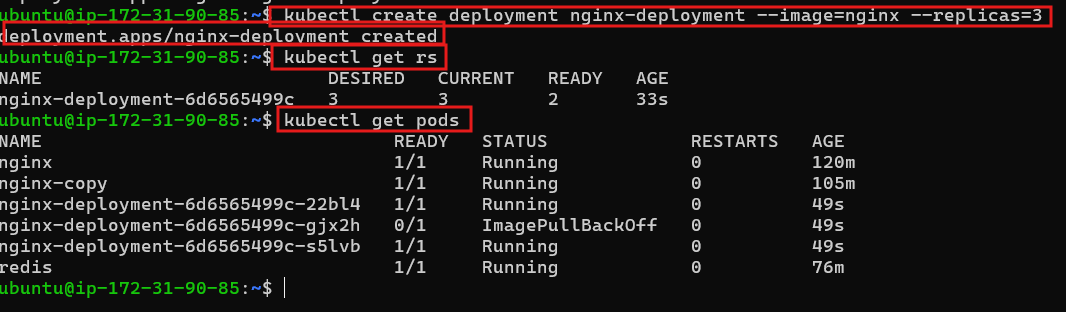 ubuntu@ip-172-31-90-85:~$ kubectl create deployment nginx-deployment --image=nginx --replicas=3
deployment.apps/nginx-deployment created
ubuntu@ip-172-31-90-85:~$ kubectl get rs
NAME DESIRED CURRENT READY AGE
nginx-deployment-6d6565499c 3 3 2 33s
ubuntu@ip-172-31-90-85:~$ kubectl get pods
NAME READY STATUS RESTARTS AGE
nginx 1/1 Running 0 120m
nginx-copy 1/1 Running 0 105m
nginx-deployment-6d6565499c-22bl4 1/1 Running 0 49s
nginx-deployment-6d6565499c-gjx2h 0/1 ImagePullBackOff 0 49s
nginx-deployment-6d6565499c-s5lvb 1/1 Running 0 49s
redis 1/1 Running 0 76m
ubuntu@ip-172-31-90-85:~$